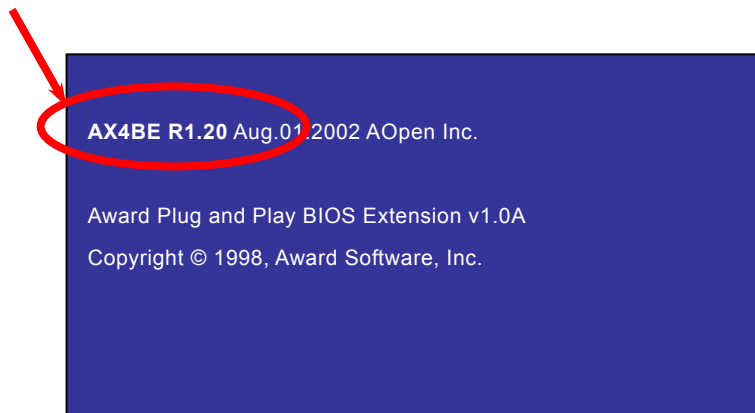 AX4BE R1.20 Aug.01.2002 AOpen Inc.
Award Plug and Play BIOS Extension v1.0A
Copyright © 1998, Award Software, Inc.